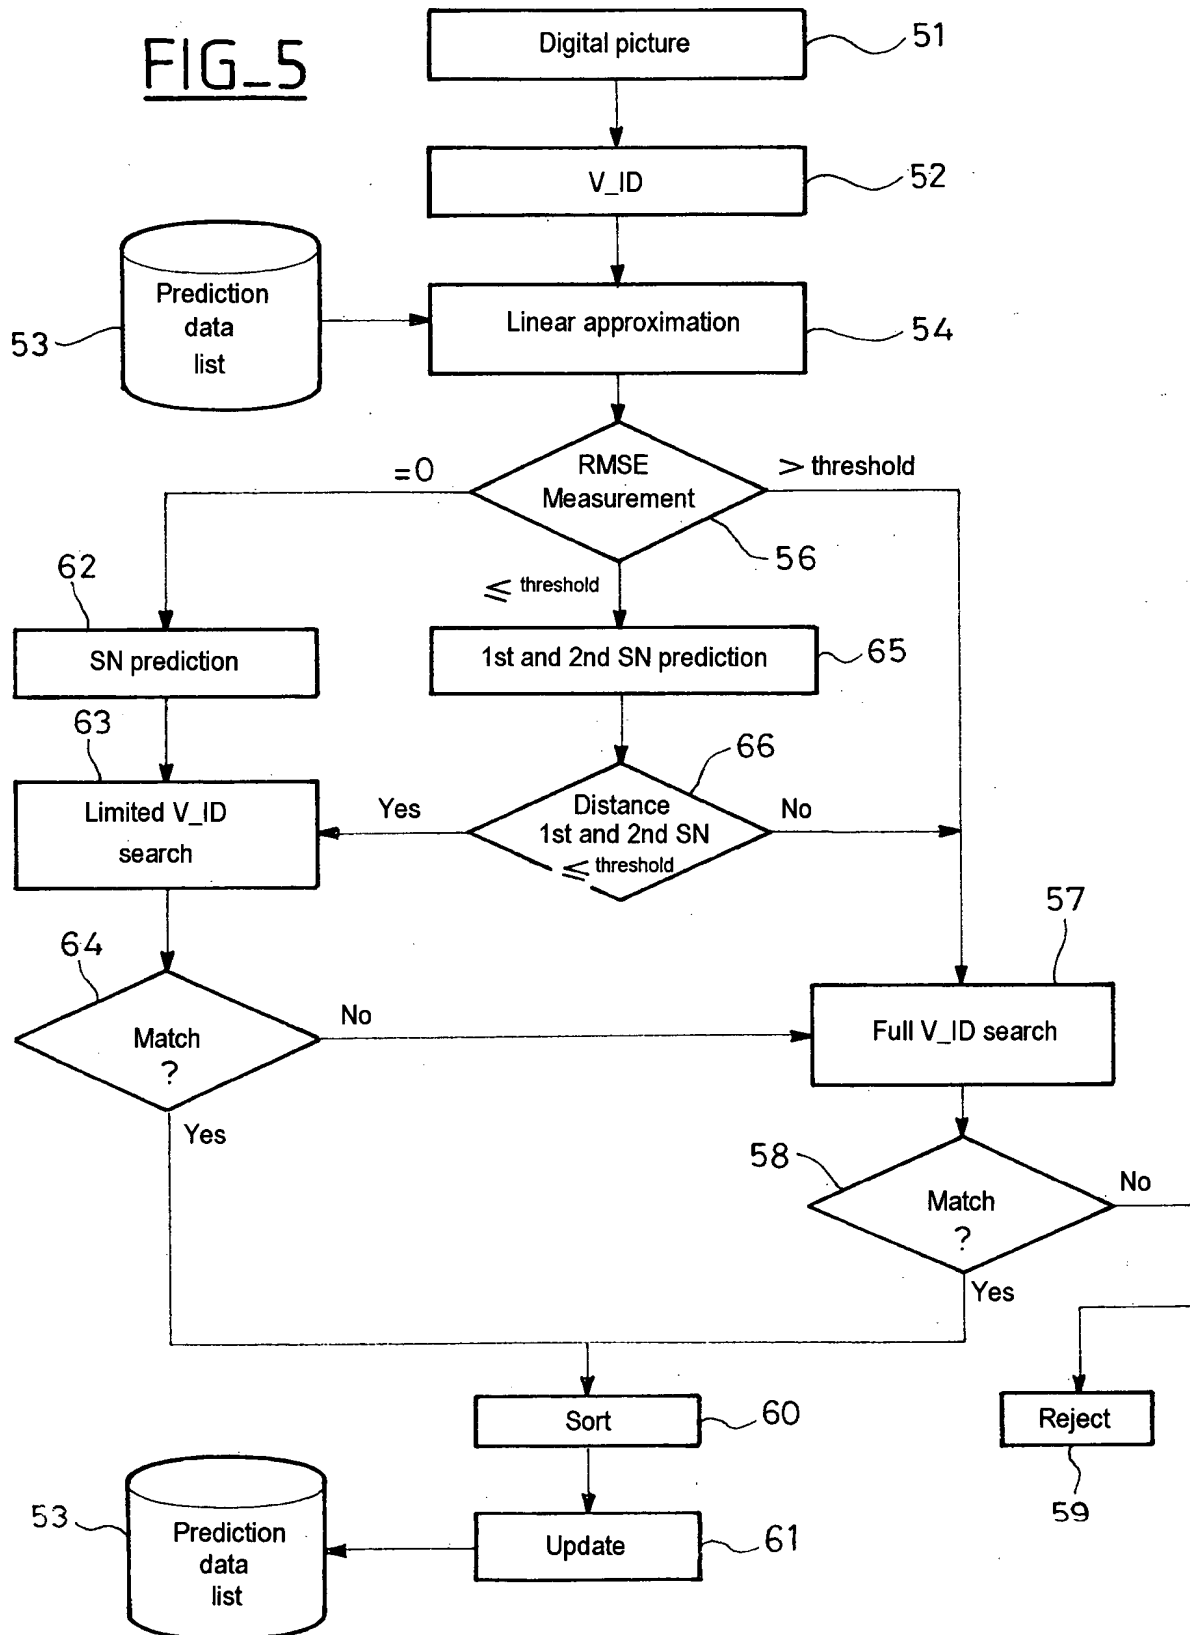 FIG_5
Digital picture
51
V_ID
52
Prediction
data
list
53
Linear approximation
54
RMSE
Measurement
=0
> threshold
56
≤ threshold
62
SN prediction
1st and 2nd SN prediction
65
63
66
Limited V_ID
search
Yes
Distance
1st and 2nd SN
≤ threshold
No
57
64
Match
?
No
Full V_ID search
Yes
58
Match
?
No
Yes
Sort
60
Reject
59
53
Prediction
data
list
Update
61